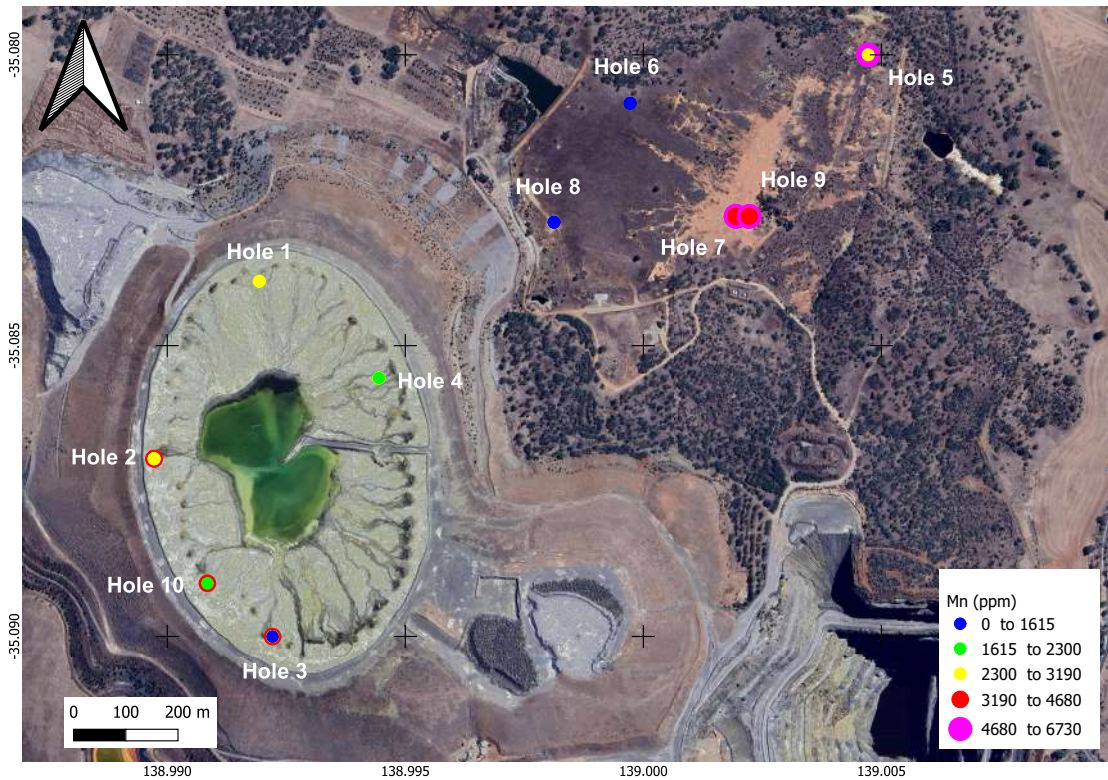 -35.080
-35.085
-35.090
Hole 6
Hole 5
Hole 9
Hole 8
Hole 7
Hole 1
Hole 4
Hole 2
Hole 10
Hole 3
Mn (ppm)
0 to 1615
1615 to 2300
2300 to 3190
3190 to 4680
4680 to 6730
0 100 200 m
138.990 138.995 139.000 139.005